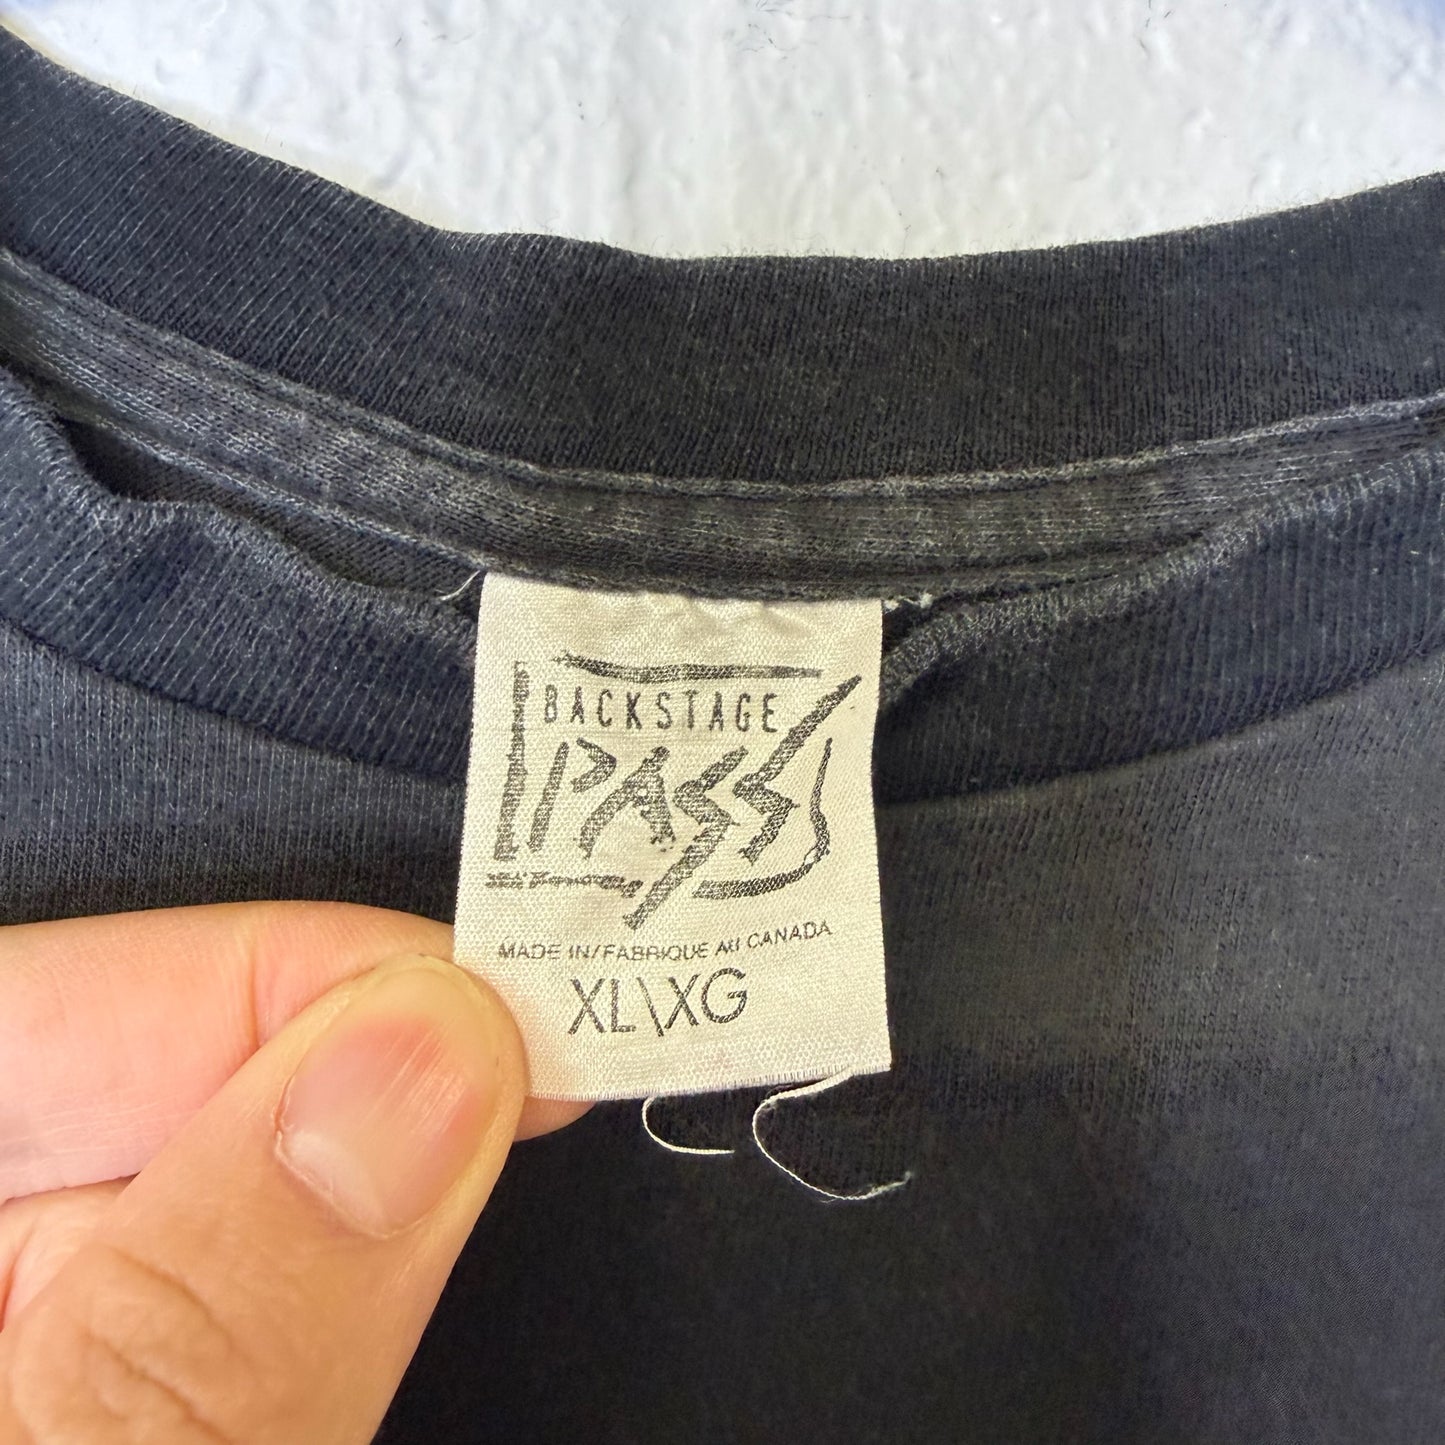 BACKSTAGE
PASS
MADE IN/FABRIQUE AU CANADA
XL\XG